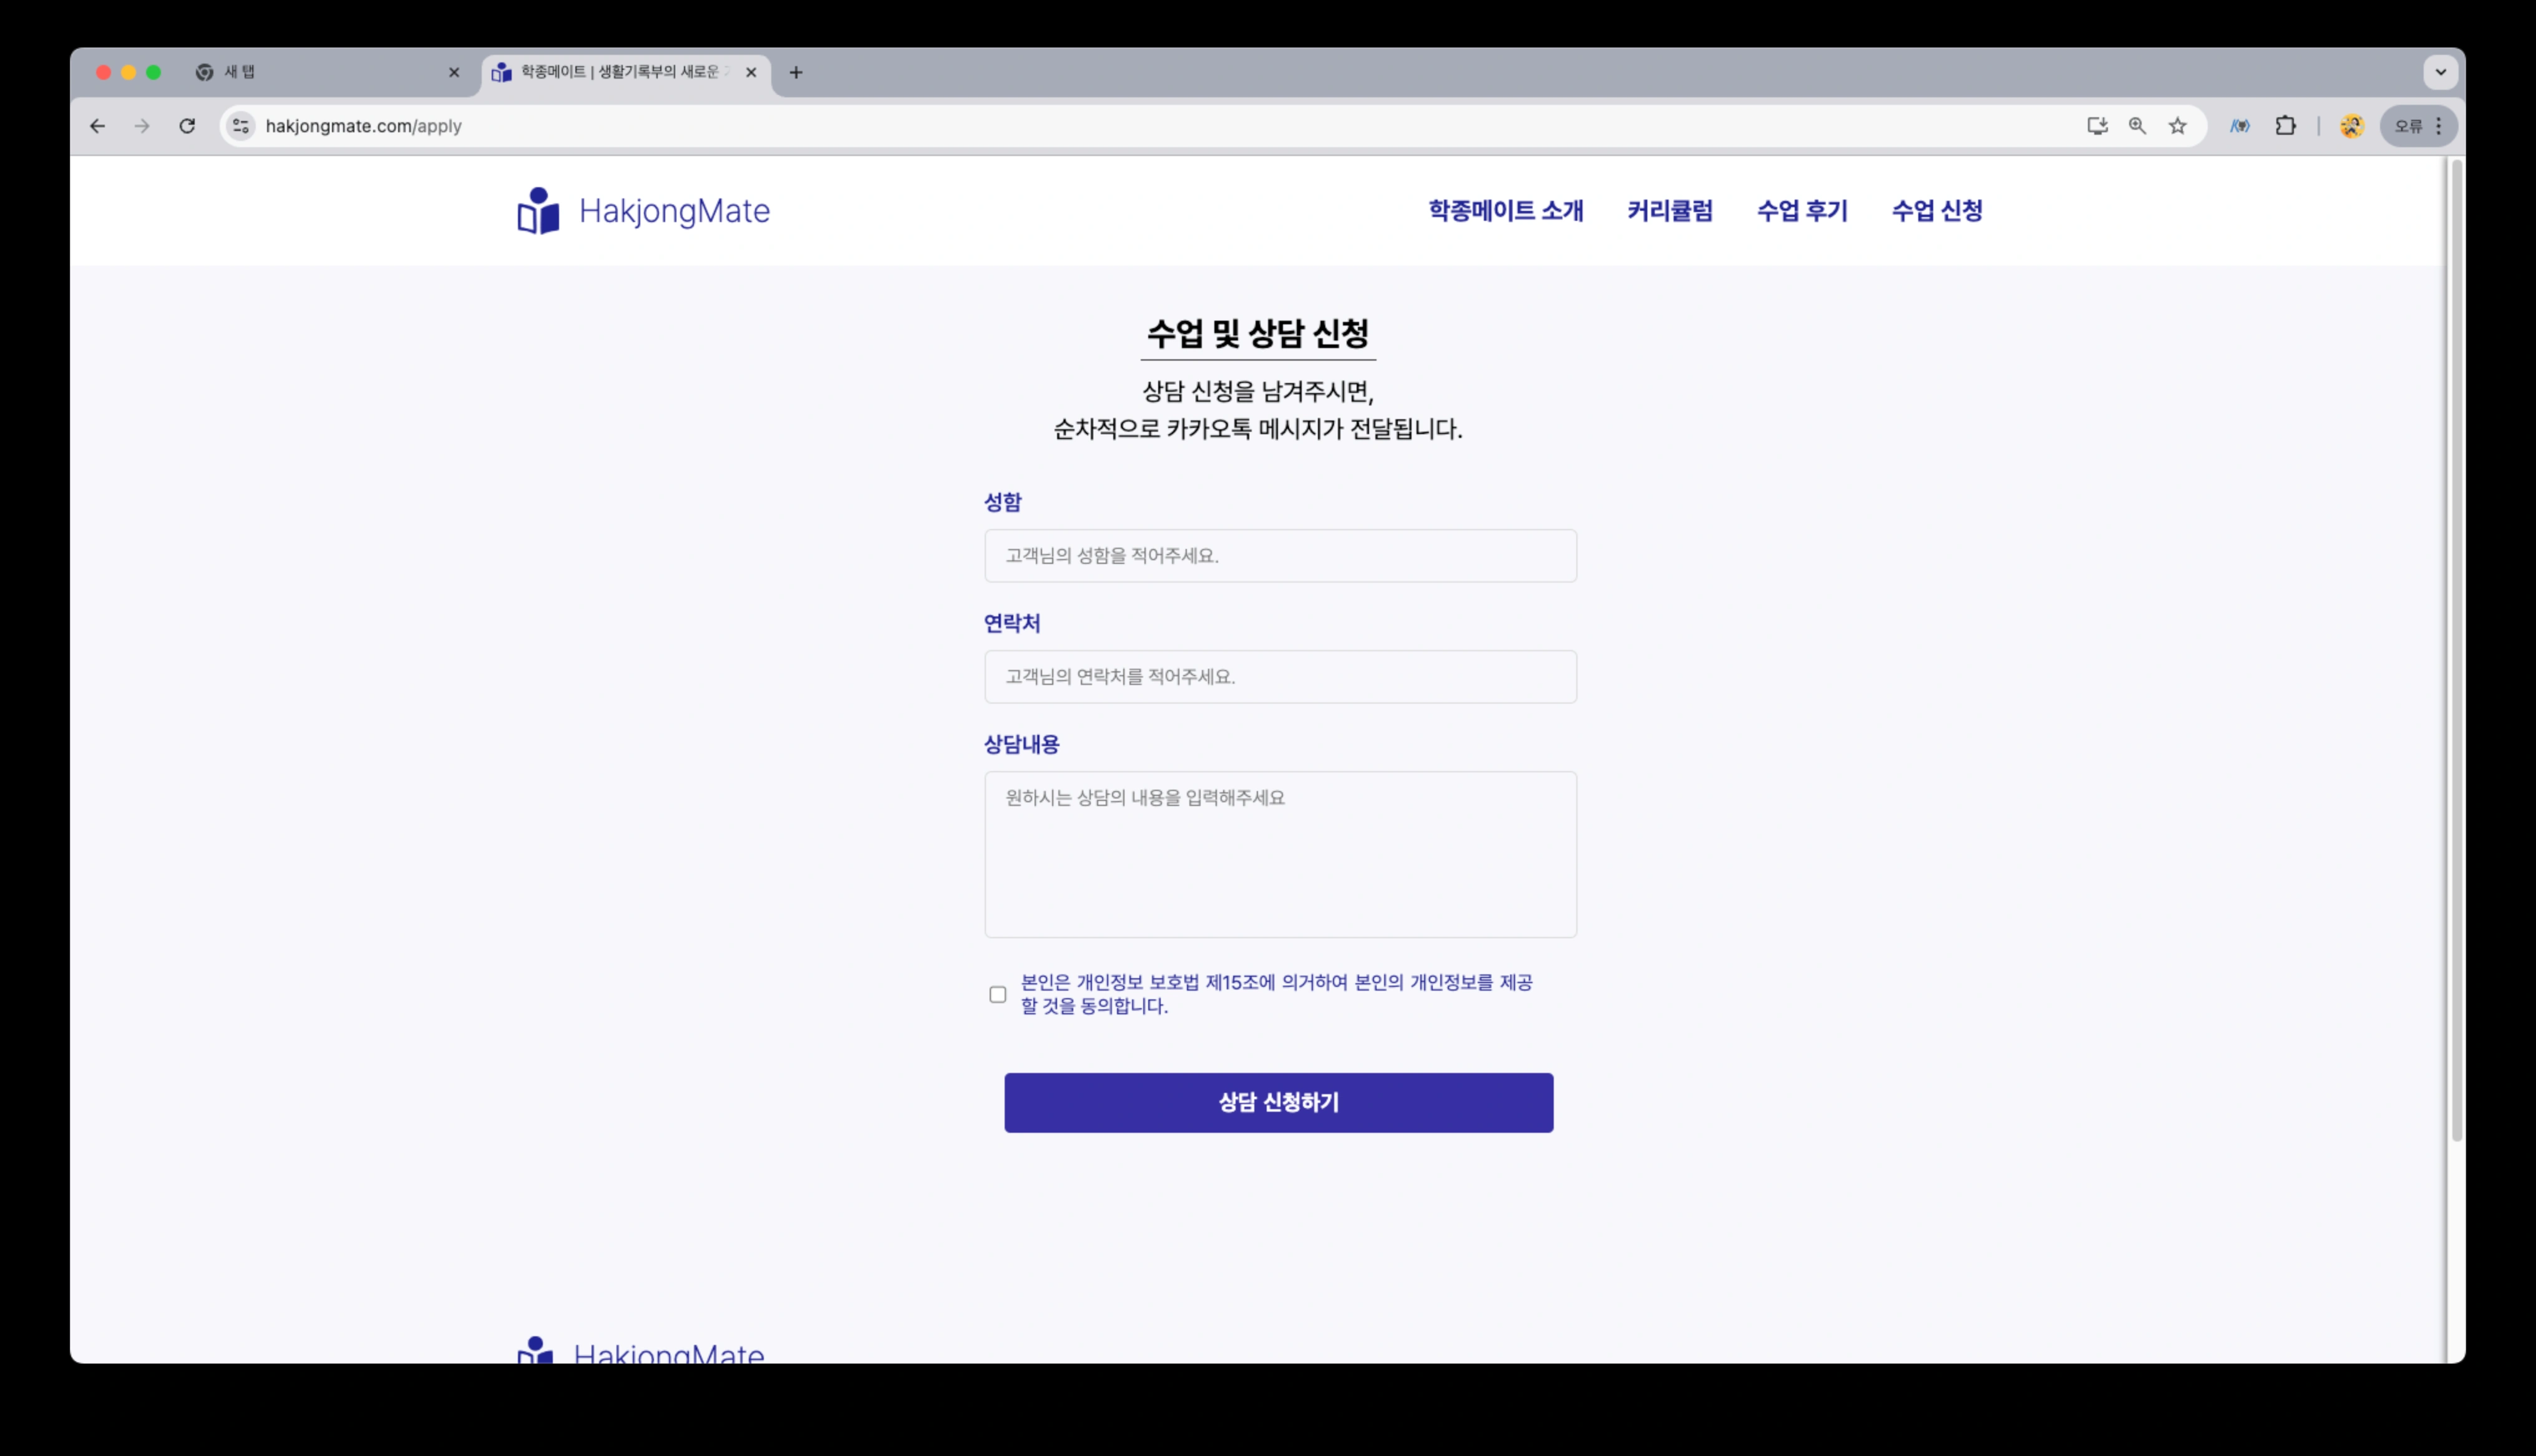 새 탭
학종메이트 | 생활기록부의 새로운
hakjongmate.com/apply
오류
HakjongMate
학종메이트 소개
커리큘럼
수업 후기
수업 신청
수업 및 상담 신청
상담 신청을 남겨주시면,
순차적으로 카카오톡 메시지가 전달됩니다.
성함
고객님의 성함을 적어주세요.
연락처
고객님의 연락처를 적어주세요.
상담내용
원하시는 상담의 내용을 입력해주세요
본인은 개인정보 보호법 제15조에 의거하여 본인의 개인정보를 제공
할 것을 동의합니다.
상담 신청하기
HakjongMate